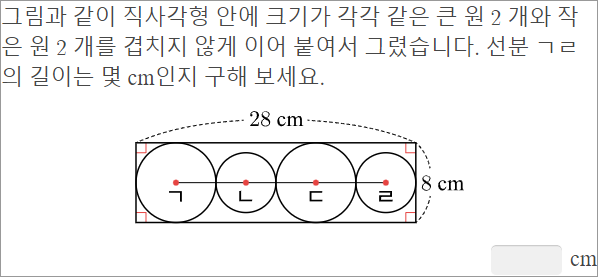 그림과 같이 직사각형 안에 크기가 각각 같은 큰 원 2 개와 작
은 원 2 개를 겹치지 않게 이어 붙여서 그렸습니다. 선분 ㄱㄹ
의 길이는 몇 cm인지 구해 보세요.
28 cm
ㄱ ㄴ ㄷ ㄹ
8 cm
cm